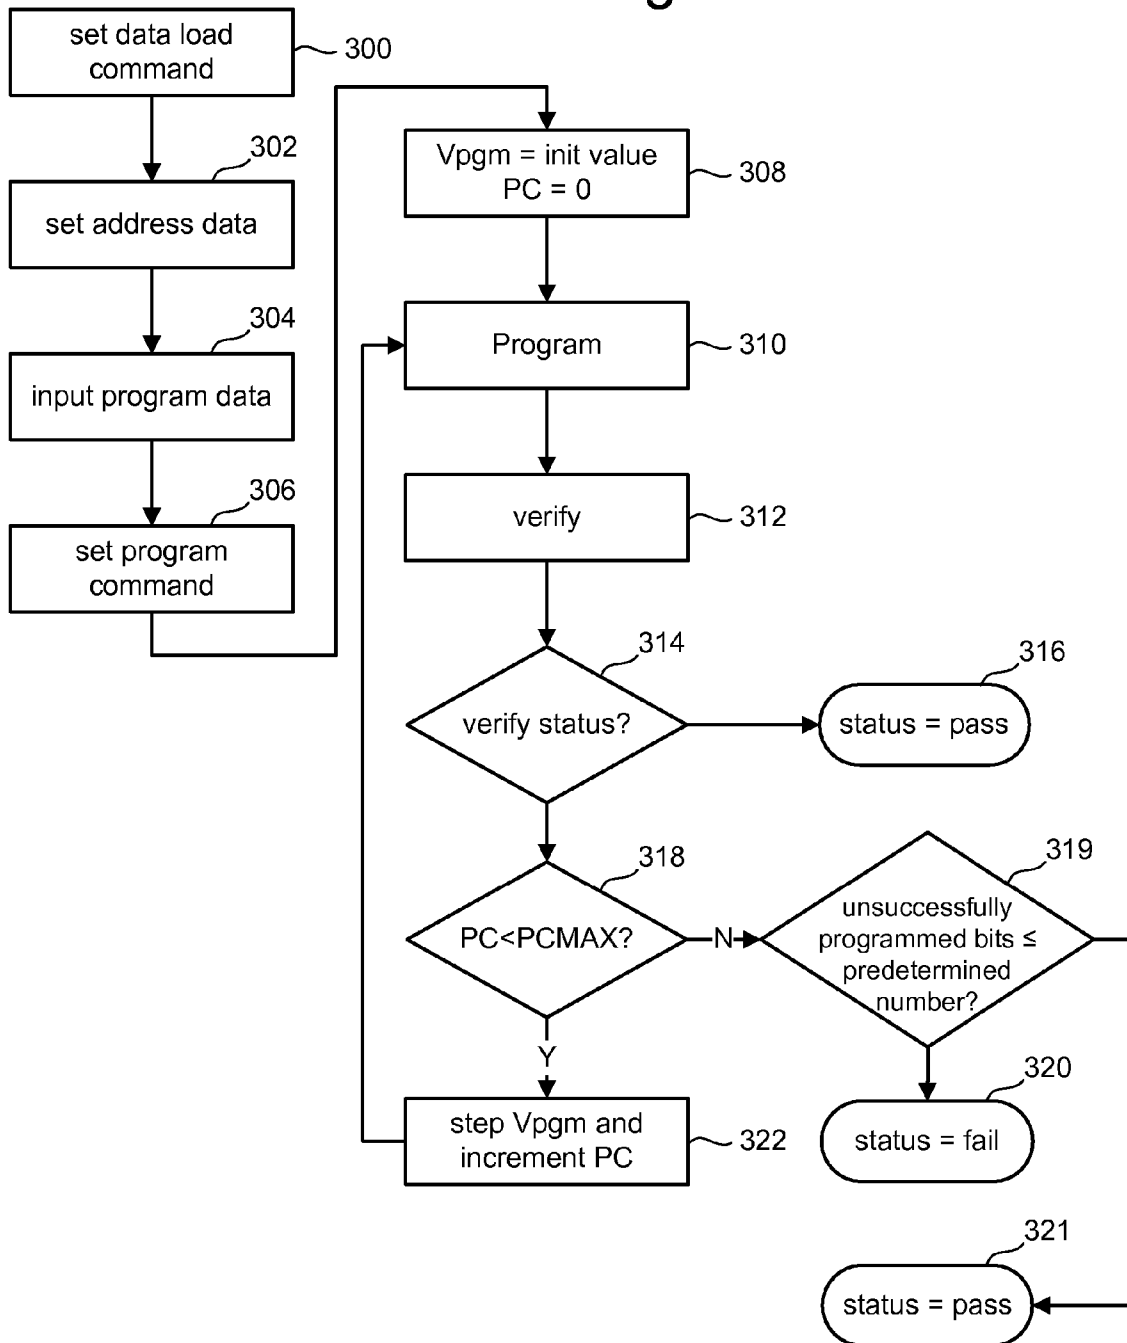 set data load
command
300
302
set address data
304
input program data
306
set program
command
Vpgm = init value
PC = 0
308
Program
310
verify
312
314
verify status?
316
status = pass
318
PC<PCMAX?
N
319
unsuccessfully
programmed bits ≤
predetermined
number?
Y
320
status = fail
step Vpgm and
increment PC
322
321
status = pass